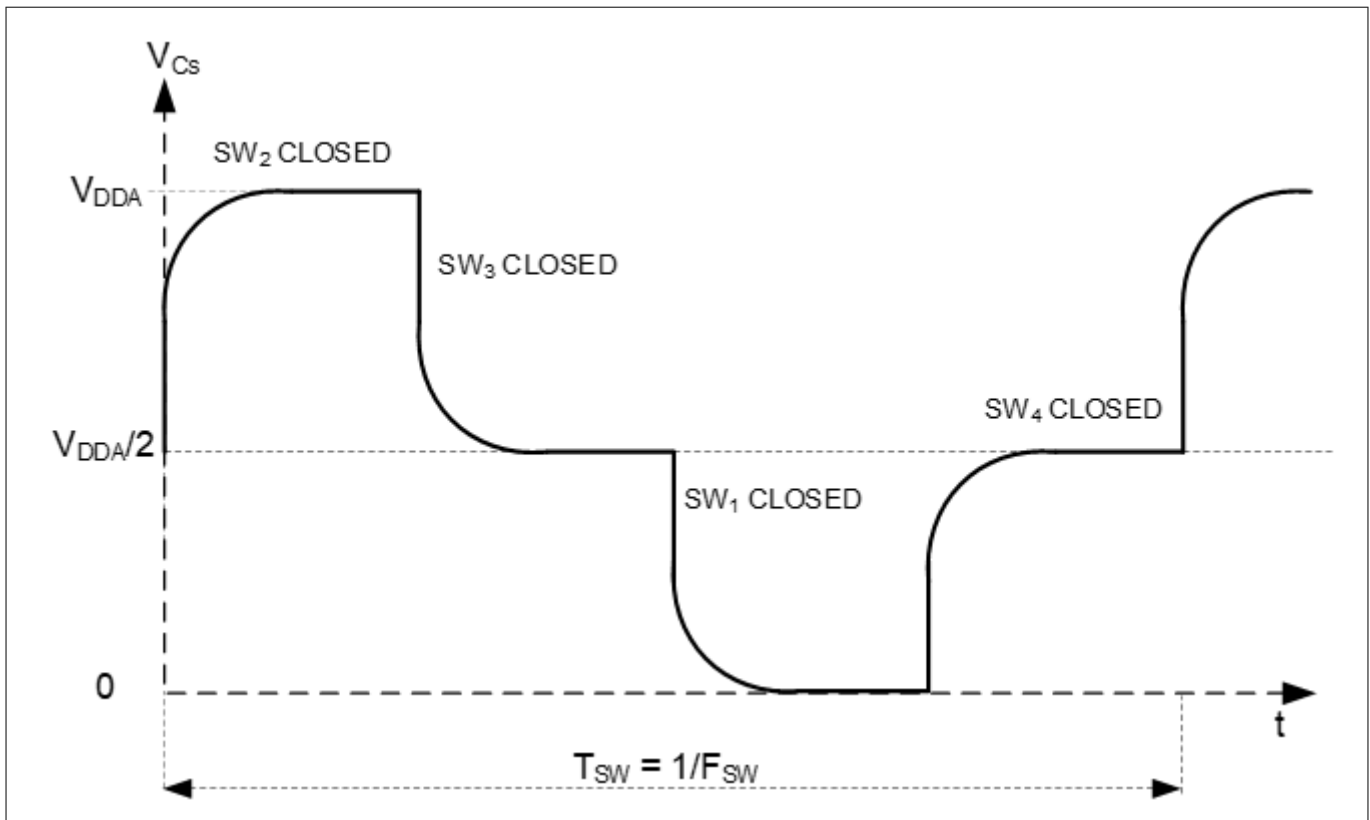 V_Cs
SW₂ CLOSED
V_DDA
SW₃ CLOSED
SW₄ CLOSED
V_DDA/2
SW₁ CLOSED
0
t
T_SW = 1/F_SW